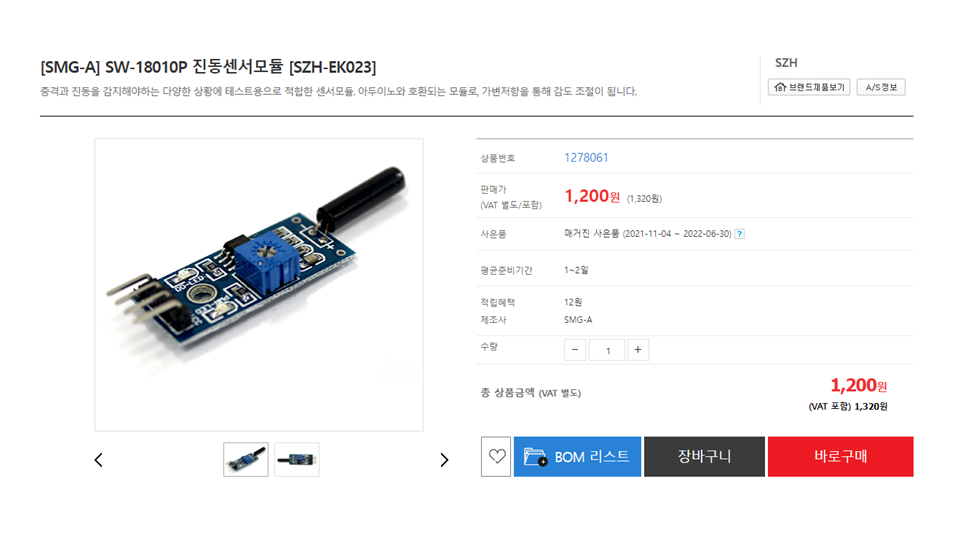 [SMG-A] SW-18010P 진동센서모듈 [SZH-EK023]
중격과 진동을 감지해야하는 다양한 상황에 테스트용으로 적합한 센서모듈. 아두이노와 호환되는 모듈로, 가변저항을 통해 감도 조절이 됩니다.
SZH
브랜드제품보기
A/S정보
상품번호 1278061
판매가
(VAT 별도/포함)
1,200원 (1,320원)
사은품 매거진 사은품 (2021-11-04 ~ 2022-06-30) ?
평균준비기간 1~2일
적립혜택 12원
제조사 SMG-A
수량 − 1 +
총 상품금액 (VAT 별도)
1,200원
(VAT 포함) 1,320원
BOM 리스트
장바구니
바로구매
DO-LED
PWR-LED